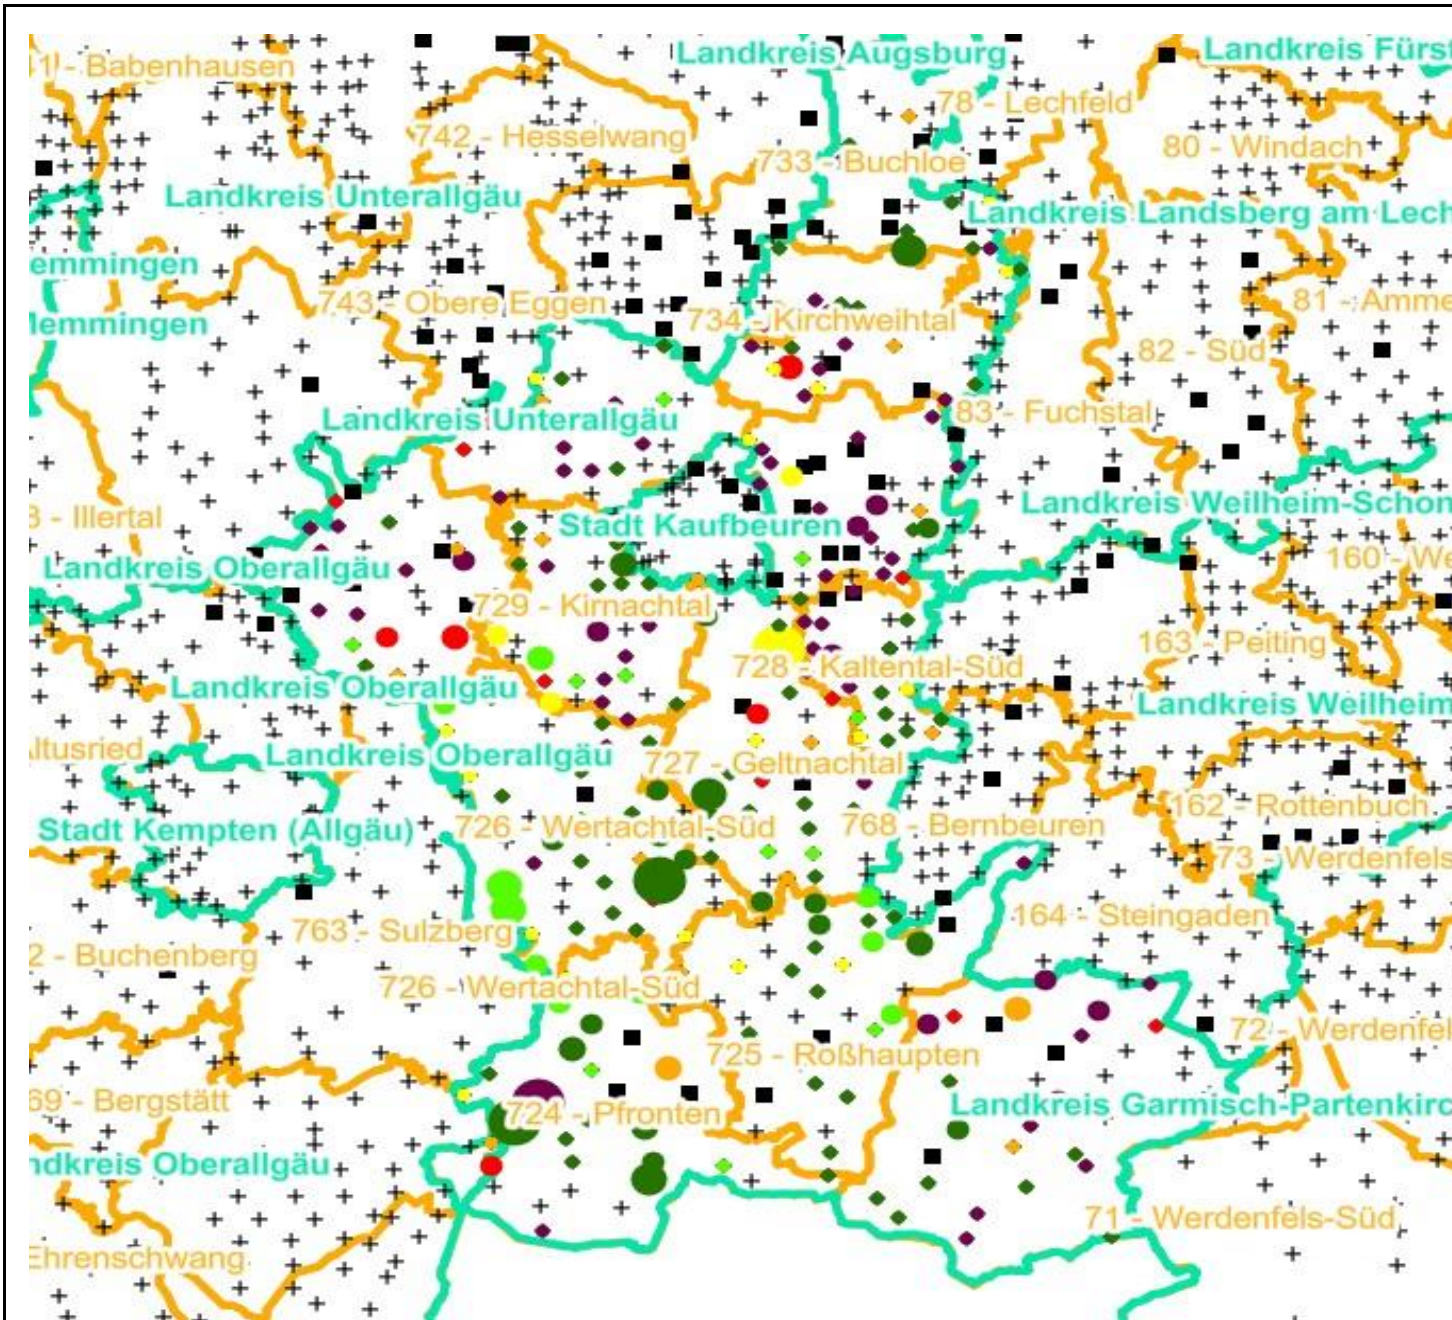 Landkreis Augsburg
Landkreis Fürst
41 - Babenhausen
78 - Lechfeld
742 - Hesselwang
733 - Buchloe
80 - Windach
Landkreis Unterallgäu
Landkreis Landsberg am Lech
Memmingen
743 - Obere Eggen
81 - Amme
Memmingen
734 - Kirchweihtal
82 - Süd
Landkreis Unterallgäu
83 - Fuchstal
Landkreis Weilheim-Schon
3 - Illertal
Stadt Kaufbeuren
Landkreis Oberallgäu
160 - We
729 - Kirnachtal
163 - Peiting
728 - Kaltental-Süd
Landkreis Oberallgäu
Landkreis Weilheim
Altusried
Landkreis Oberallgäu
727 - Geltnachtal
162 - Rottenbuch
Stadt Kempten (Allgäu)
726 - Wertachtal-Süd
768 - Bernbeuren
73 - Werdenfels
164 - Steingaden
763 - Sulzberg
2 - Buchenberg
726 - Wertachtal-Süd
72 - Werdenfel
725 - Roßhaupten
69 - Bergstätt
724 - Pfronten
Landkreis Garmisch-Partenkirc
ndkreis Oberallgäu
71 - Werdenfels-Süd
Ehrenschwang